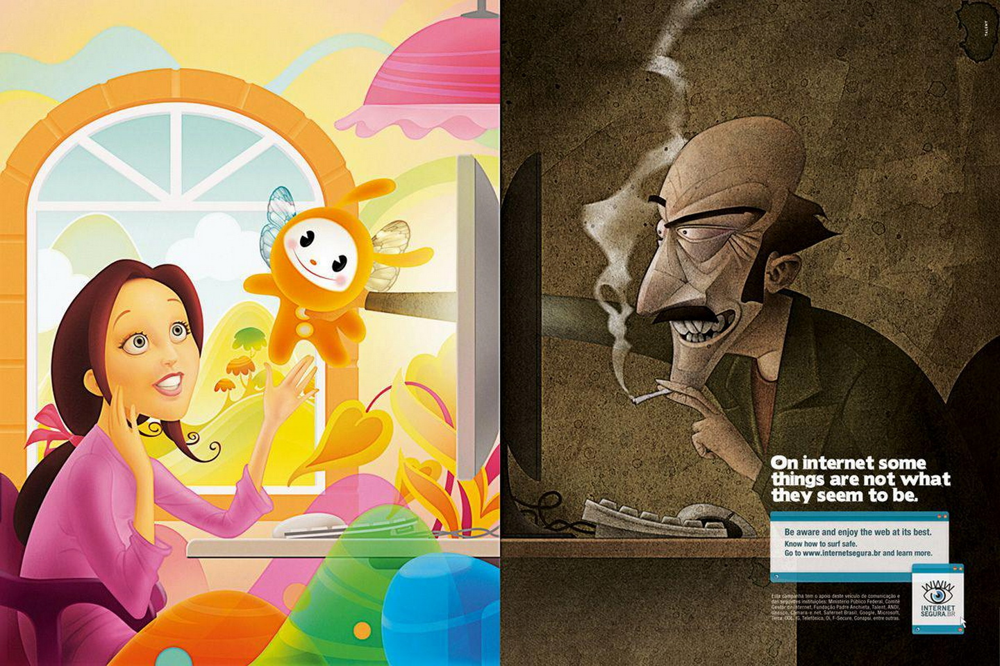 TALENT
On internet some
things are not what
they seem to be.
Be aware and enjoy the web at its best.
Know how to surf safe.
Go to www.internetsegura.br and learn more.
Esta campanha tem o apoio deste veículo de comunicação e
das seguintes instituições: Ministério Público Federal, Comitê
Gestor da Internet, Fundação Padre Anchieta, Talent, ANDI,
Unesco, Câmara-e.net, Safernet Brasil, Google, Microsoft,
Terra, UOL, IG, Telefônica, Oi, F-Secure, Conapsi, entre outras.
WWW
INTERNET
SEGURA.BR